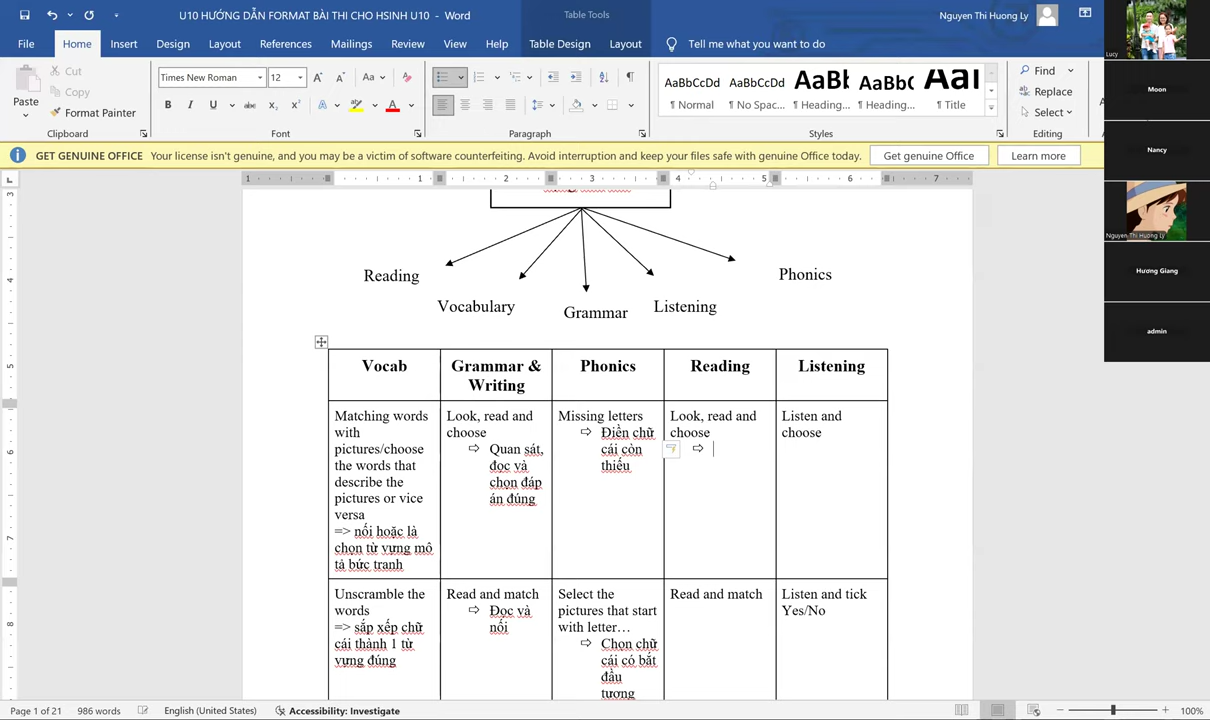 U10 HƯỚNG DẪN FORMAT BÀI THI CHO HSINH U10 - Word
Table Tools
Nguyen Thi Huong Ly
File Home Insert Design Layout References Mailings Review View Help Table Design Layout Tell me what you want to do
Paste
Cut
Copy
Format Painter
Clipboard
Times New Roman 12
Font
Paragraph
AaBbCcDd AaBbCcDd
¶ Normal ¶ No Spac... Heading... Heading... Title
Styles
Find
Replace
Select
Editing
GET GENUINE OFFICE Your license isn't genuine, and you may be a victim of software counterfeiting. Avoid interruption and keep your files safe with genuine Office today. Get genuine Office Learn more
Reading
Vocabulary
Grammar
Listening
Phonics
Vocab
Grammar &
Writing
Phonics
Reading
Listening
Matching words
with
pictures/choose
the words that
describe the
pictures or vice
versa
=> nối hoặc là
chọn từ vựng mô
tả bức tranh
Look, read and
choose
⇨ Quan sát,
đọc và
chọn đáp
án đúng
Missing letters
⇨ Điền chữ
cái còn
thiếu
Look, read and
choose
⇨
Listen and
choose
Unscramble the
words
=> sắp xếp chữ
cái thành 1 từ
vựng đúng
Read and match
⇨ Đọc và
nối
Select the
pictures that start
with letter…
⇨ Chọn chữ
cái có bắt
đầu
tương
Read and match
Listen and tick
Yes/No
Page 1 of 21 986 words English (United States) Accessibility: Investigate 100%
Lucy
Moon
Nancy
Nguyen Thi Huong Ly
Hương Giang
admin